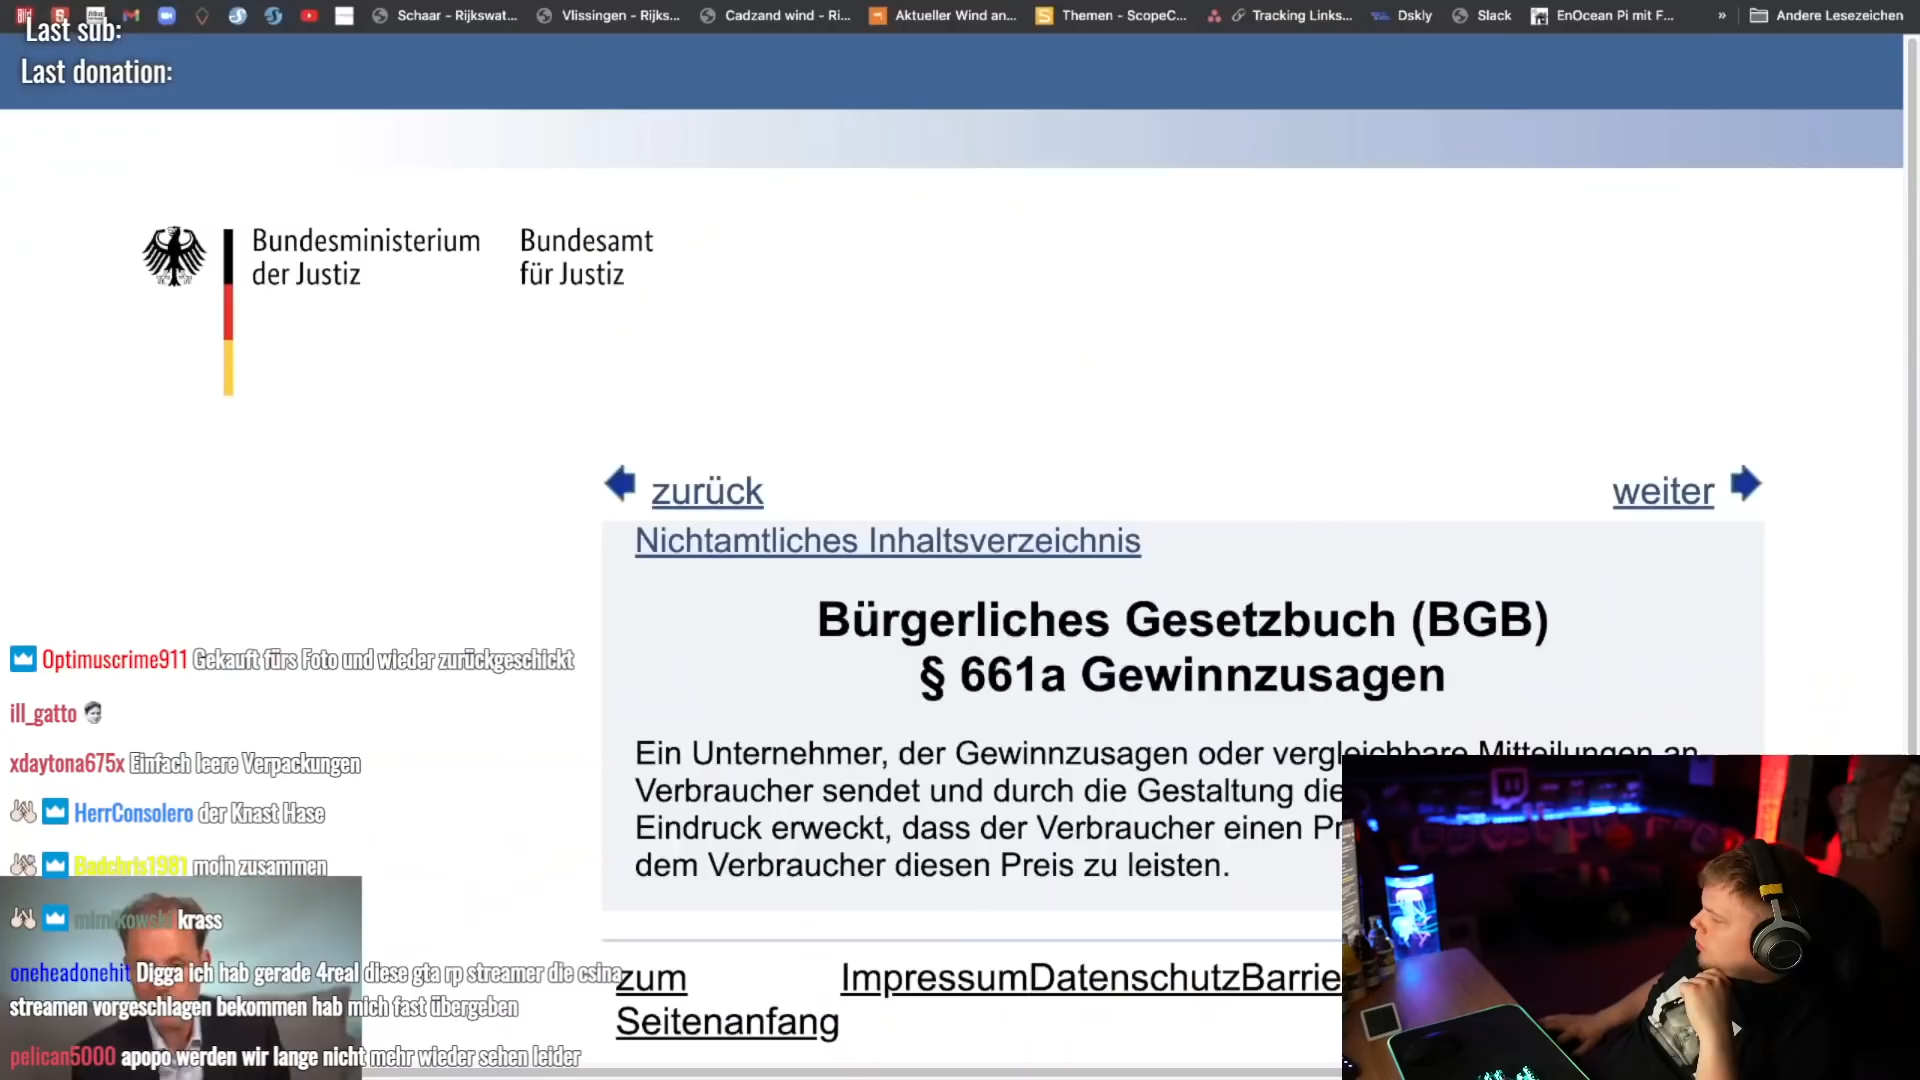 Schaar - Rijkswat...
Vlissingen - Rijks...
Cadzand wind - Ri...
Aktueller Wind an...
Themen - ScopeC...
Tracking Links...
Dskly
Slack
EnOcean Pi mit F...
»
Andere Lesezeichen
Last sub:
Last donation:
Bundesministerium
der Justiz
Bundesamt
für Justiz
zurück
weiter
Nichtamtliches Inhaltsverzeichnis
Bürgerliches Gesetzbuch (BGB)
§ 661a Gewinnzusagen
Ein Unternehmer, der Gewinnzusagen oder vergleichbare Mitteilungen an
Verbraucher sendet und durch die Gestaltung die
Eindruck erweckt, dass der Verbraucher einen Pr
dem Verbraucher diesen Preis zu leisten.
zum
Seitenanfang
ImpressumDatenschutzBarrie
Optimuscrime911 Gekauft fürs Foto und wieder zurückgeschickt
ill_gatto
xdaytona675x Einfach leere Verpackungen
HerrConsolero der Knast Hase
Badchris1981 moin zusammen
mimikowski krass
oneheadonehit Digga ich hab gerade 4real diese gta rp streamer die csina
streamen vorgeschlagen bekommen hab mich fast übergeben
pelican5000 apopo werden wir lange nicht mehr wieder sehen leider